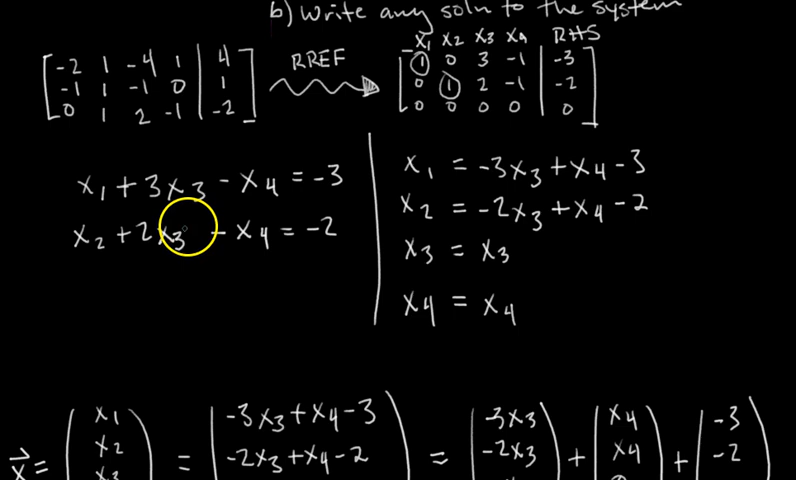 b) Write any soln to the system
x1 x2 x3 x4 RHS
[-2 1 -4 1 | 4] RREF [1 0 3 -1 | -3]
[-1 1 -1 0 | 1] [0 1 2 -1 | -2]
[0 1 2 -1 | -2] [0 0 0 0 | 0]
x1 + 3x3 - x4 = -3
x2 + 2x3 - x4 = -2
x1 = -3x3 + x4 - 3
x2 = -2x3 + x4 - 2
x3 = x3
x4 = x4
x1 -3x3 + x4 - 3 -3x3 x4 -3
x2 -2x3 + x4 - 2 -2x3 x4 -2
x = x3 = = + +